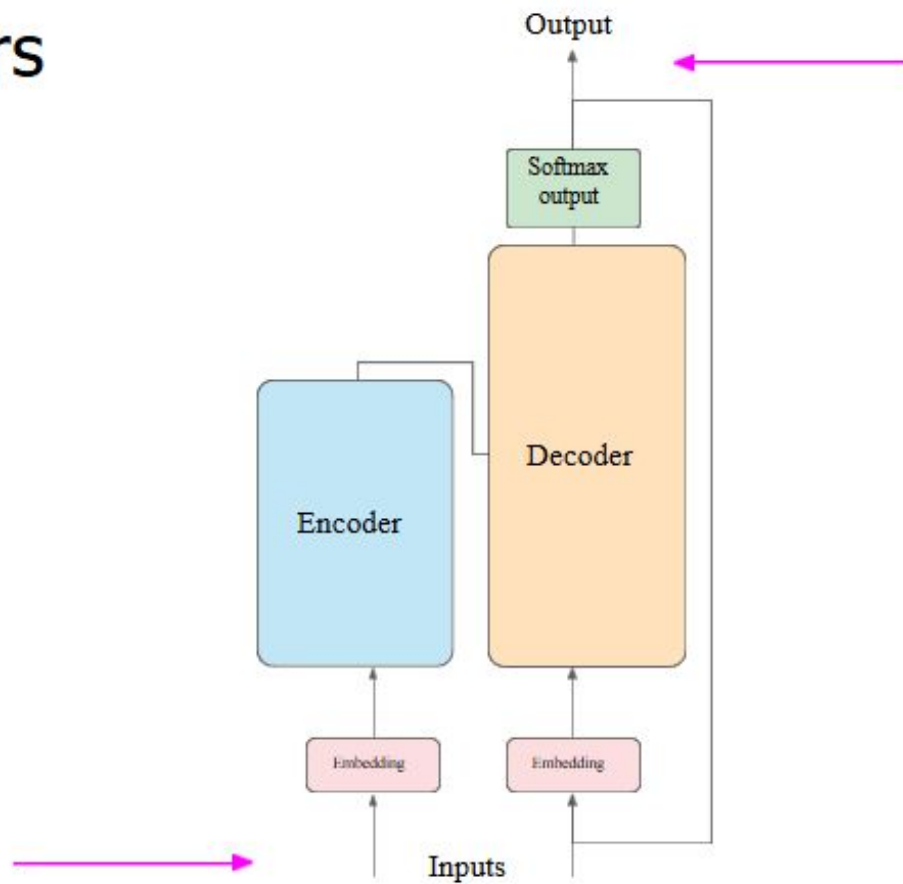 rs
Output
Softmax
output
Decoder
Encoder
Embedding
Embedding
Inputs